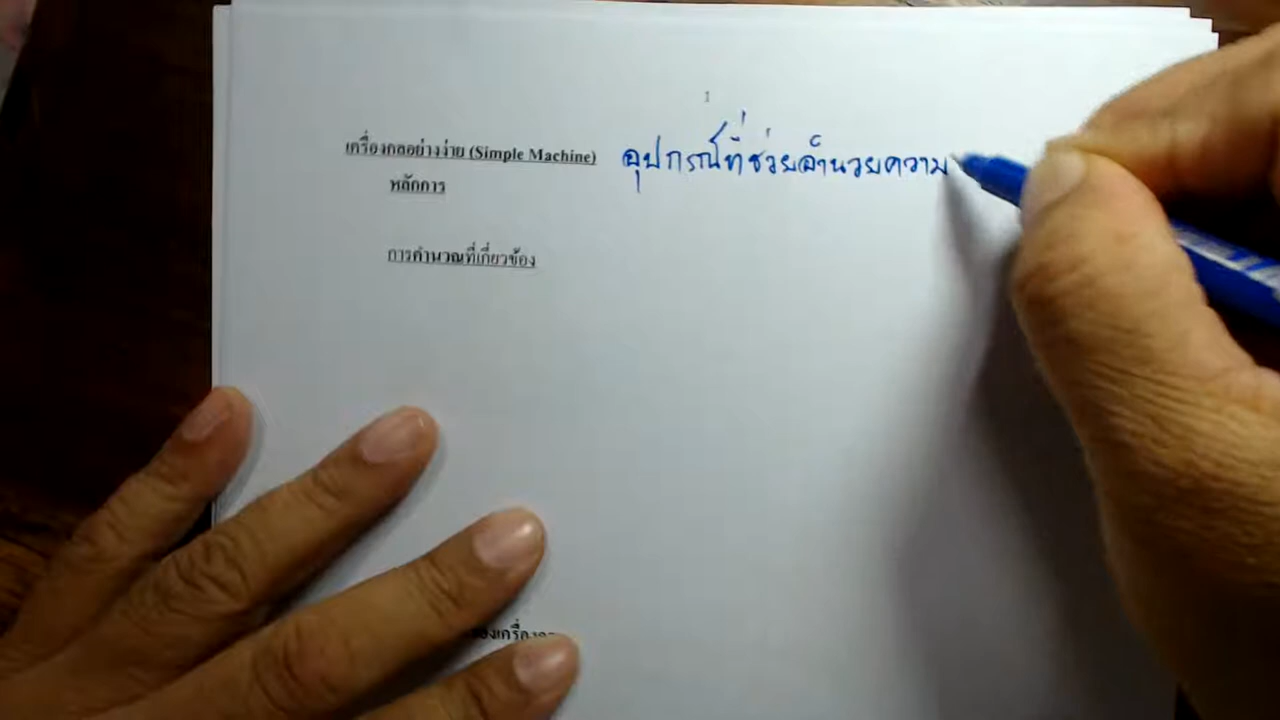 1
เครื่องกลอย่างง่าย (Simple Machine) อุปกรณ์ที่ช่วยอำนวยความ
หลักการ
การคำนวณที่เกี่ยวข้อง